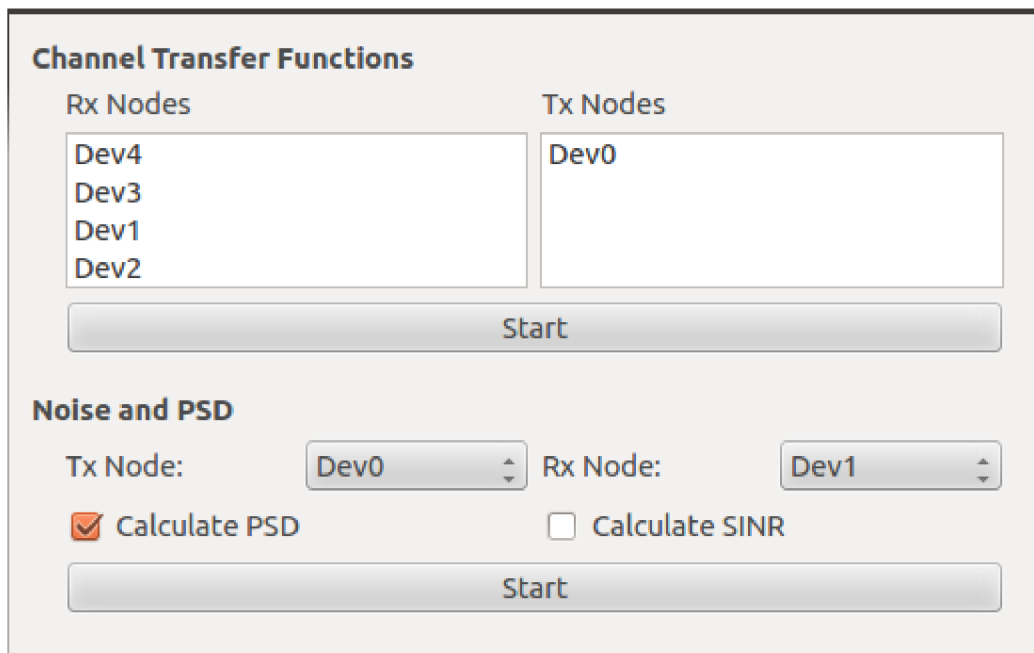 Channel Transfer Functions
Rx Nodes Tx Nodes
Dev4 Dev0
Dev3
Dev1
Dev2
Start
Noise and PSD
Tx Node: Dev0 Rx Node: Dev1
Calculate PSD Calculate SINR
Start